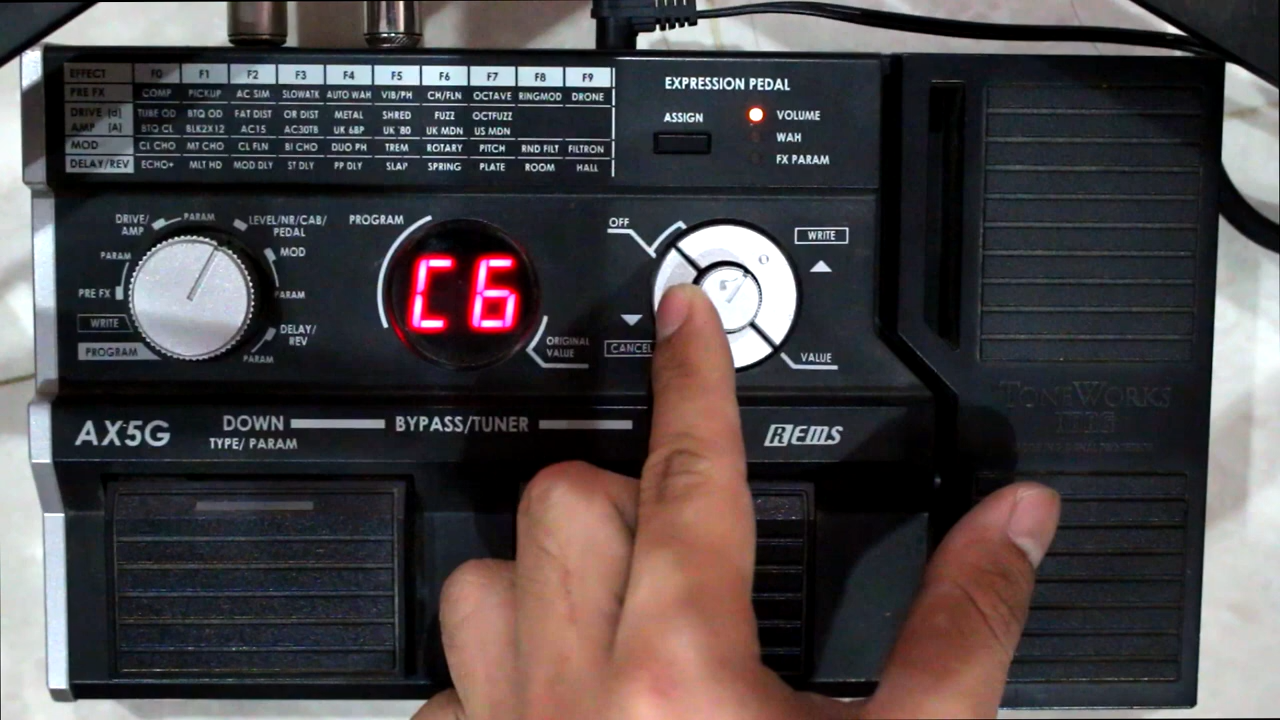 EFFECT F0 F1 F2 F3 F4 F5 F6 F7 F8 F9
PRE FX COMP PICKUP AC SIM SLOWATK AUTO WAH VIB/PH CH/FLN OCTAVE RINGMOD DRONE
DRIVE [d] TUBE OD BTQ OD FAT DIST OR DIST METAL SHRED FUZZ OCTFUZZ
AMP [A] BTQ CL BLK2X12 AC15 AC30TB UK 68P UK '80 UK MDN US MDN
MOD CL CHO MT CHO CL FLN BI CHO DUO PH TREM ROTARY PITCH RND FILT FILTRON
DELAY/REV ECHO+ MLT HD MOD DLY ST DLY PP DLY SLAP SPRING PLATE ROOM HALL
EXPRESSION PEDAL
ASSIGN
VOLUME
WAH
FX PARAM
DRIVE/
AMP
PARAM
LEVEL/NR/CAB/
PEDAL
PARAM
MOD
PRE FX
PARAM
WRITE
DELAY/
REV
PROGRAM
PARAM
PROGRAM
C6
ORIGINAL
VALUE
OFF
WRITE
CANCEL
VALUE
AX5G
DOWN
BYPASS/TUNER
TYPE/ PARAM
REMS
TONEWORKS